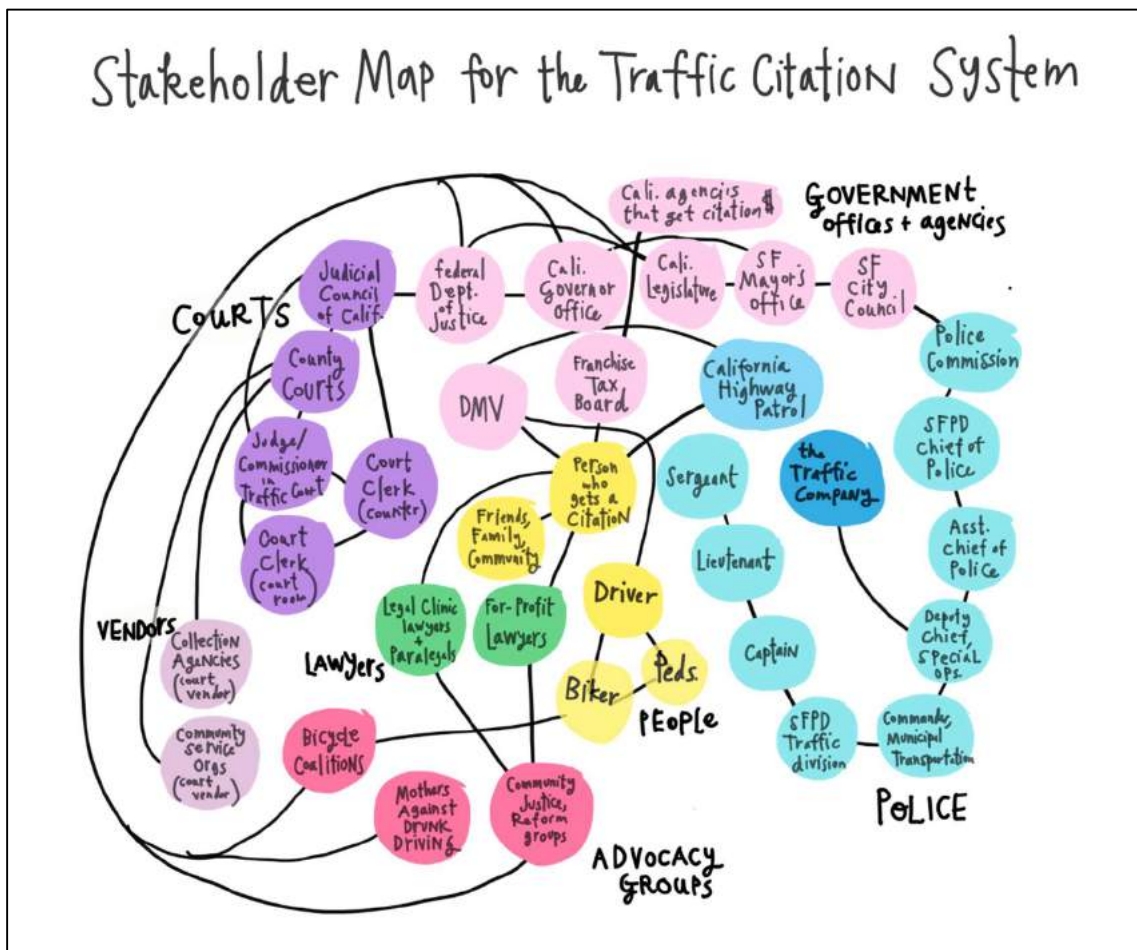 Stakeholder Map for the Traffic Citation System
Cali. agencies
that get citation $
GOVERNMENT
offices + agencies
COURTS
Judicial
Council
of Calif.
federal
Dept.
of
Justice
Cali.
Governor
Office
Cali.
Legislature
SF
Mayor's
office
SF
City
Council
Police
Commission
County
Courts
DMV
Franchise
Tax
Board
California
Highway
Patrol
SFPD
Chief of
Police
Judge/
Commissioner
in
Traffic Court
Court
Clerk
(counter)
Person
who
gets a
Citation
Sergeant
the
Traffic
Company
Friends,
Family,
Community
Court
Clerk
(court
room)
Lieutenant
Asst.
Chief of
Police
VENDORS
Collection
Agencies
(court
vendor)
Legal Clinic
lawyers
+
Paralegals
LAWyers
For-Profit
Lawyers
Driver
Biker
Peds.
PEOPLE
Captain
Deputy
Chief,
Special
ops.
Community
Service
Orgs
(court
vendor)
Bicycle
Coalitions
Mothers
Against
Drunk
Driving
Community
Justice,
Reform
groups
ADVOCACY
GROUPS
SFPD
Traffic
division
Commander,
Municipal
Transportation
POLICE